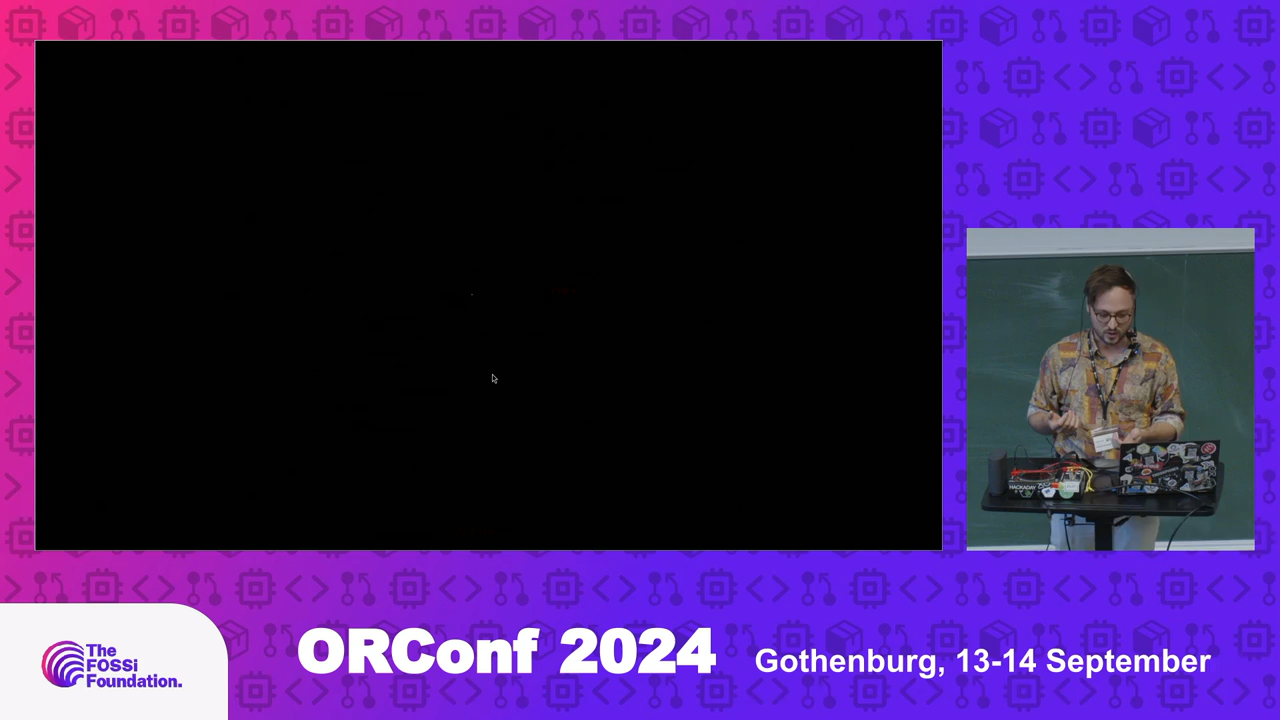 HACKADAY
The
FOSSi
Foundation.
ORConf 2024
Gothenburg, 13-14 September